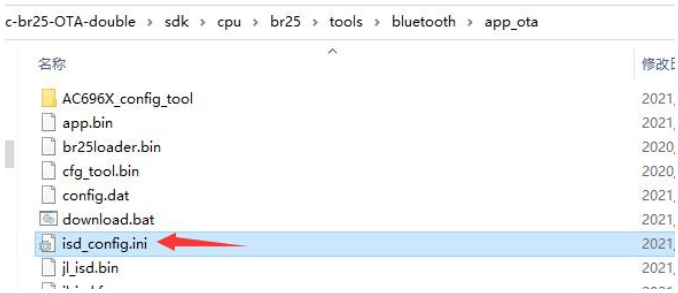 c-br25-OTA-double > sdk > cpu > br25 > tools > bluetooth > app_ota
名称 修改日
AC696X_config_tool 2021
app.bin 2021
br25loader.bin 2020
cfg_tool.bin 2020
config.dat 2021
download.bat 2021
isd_config.ini 2021
jl_isd.bin 2021